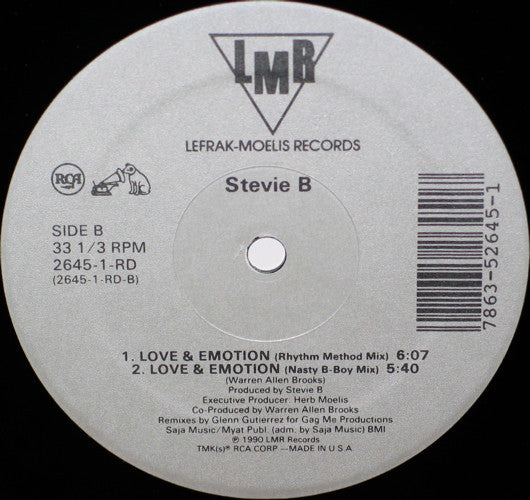 LMR
LEFRAK-MOELIS RECORDS
RCA
Stevie B
SIDE B
33 1/3 RPM
2645-1-RD
(2645-1-RD-B)
7863-52645-1
1. LOVE & EMOTION (Rhythm Method Mix) 6:07
2. LOVE & EMOTION (Nasty B-Boy Mix) 5:40
(Warren Allen Brooks)
Produced by Stevie B
Executive Producer: Herb Moelis
Co-Produced by Warren Allen Brooks
Remixes by Glenn Gutierrez for Gag Me Productions
Saja Music/Myat Publ. (adm. by Saja Music) BMI
℗ 1990 LMR Records
TMK(s)® RCA CORP —MADE IN U.S.A.